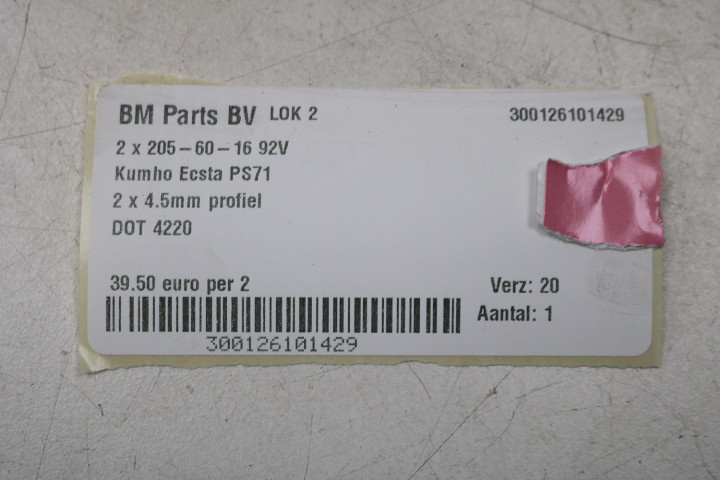 BM Parts BV LOK 2 300126101429
2 x 205-60-16 92V
Kumho Ecsta PS71
2 x 4.5mm profiel
DOT 4220
39.50 euro per 2 Verz: 20
Aantal: 1
300126101429